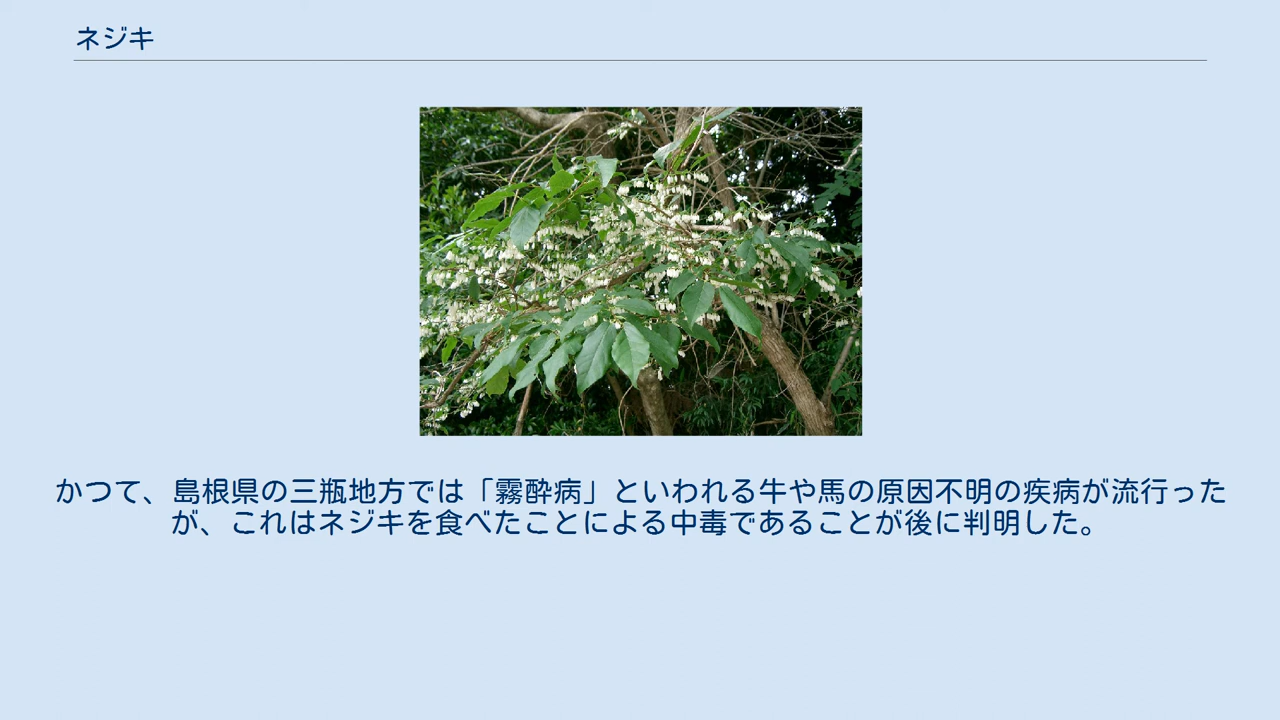 ネジキ
かつて、島根県の三瓶地方では「霧酔病」といわれる牛や馬の原因不明の疾病が流行った
が、これはネジキを食べたことによる中毒であることが後に判明した。